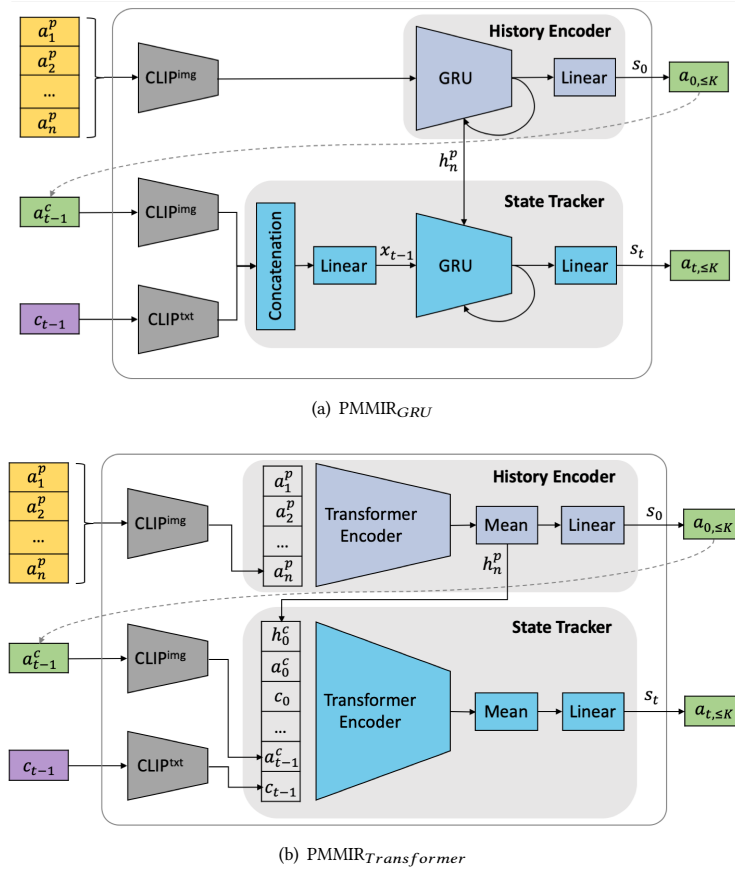 a_1^p
a_2^p
...
a_n^p
CLIP^img
History Encoder
GRU
Linear
s_0
a_{0,≤K}
h_n^p
a_{t-1}^c
CLIP^img
State Tracker
Concatenation
Linear
x_{t-1}
GRU
Linear
s_t
a_{t,≤K}
c_{t-1}
CLIP^txt
(a) PMMIR_GRU
a_1^p
a_2^p
...
a_n^p
CLIP^img
History Encoder
a_1^p
a_2^p
...
a_n^p
Transformer
Encoder
Mean
Linear
s_0
a_{0,≤K}
h_n^p
a_{t-1}^c
CLIP^img
State Tracker
h_0^c
a_0^c
c_0
...
a_{t-1}^c
c_{t-1}
Transformer
Encoder
Mean
Linear
s_t
a_{t,≤K}
c_{t-1}
CLIP^txt
(b) PMMIR_Transformer